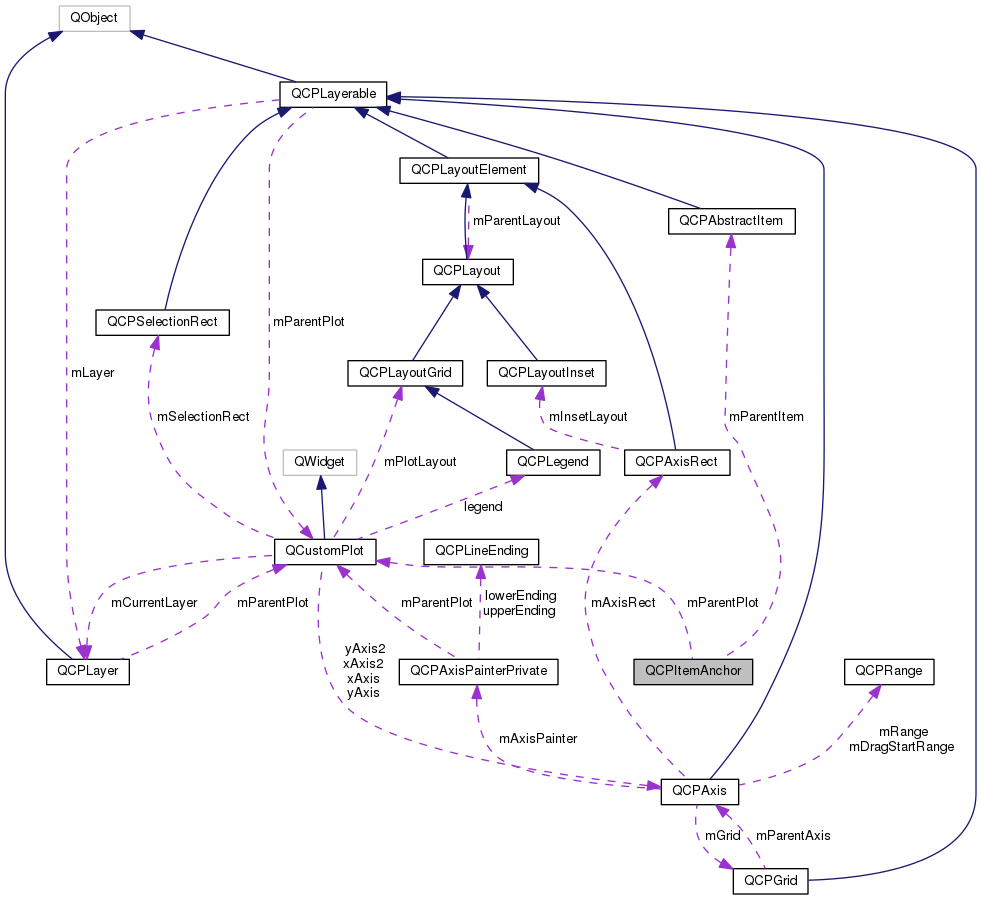 QObject
QCPLayerable
QCPLayoutElement
QCPAbstractItem
mParentLayout
QCPLayout
QCPSelectionRect
mParentPlot
mLayer
QCPLayoutGrid
QCPLayoutInset
mSelectionRect
mInsetLayout
mParentItem
QWidget
mPlotLayout
QCPLegend
QCPAxisRect
legend
QCustomPlot
QCPLineEnding
mCurrentLayer
mParentPlot
mParentPlot
lowerEnding
upperEnding
mAxisRect
mParentPlot
QCPLayer
yAxis2
xAxis2
xAxis
yAxis
QCPAxisPainterPrivate
QCPItemAnchor
QCPRange
mAxisPainter
mRange
mDragStartRange
QCPAxis
mGrid
mParentAxis
QCPGrid